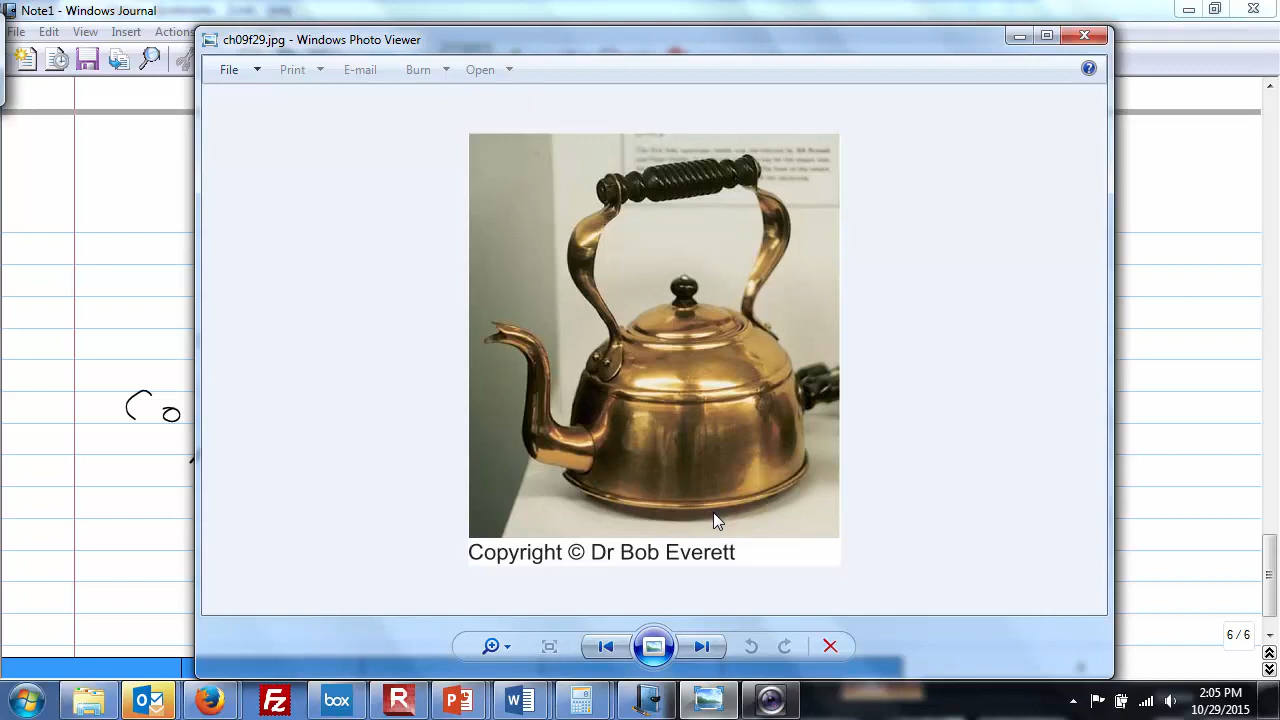 Note1 - Windows Journal
File Edit View Insert Actions
ch09f29.jpg - Windows Photo Viewer
File Print E-mail Burn Open
Copyright © Dr Bob Everett
6/6
box
2:05 PM
10/29/2015